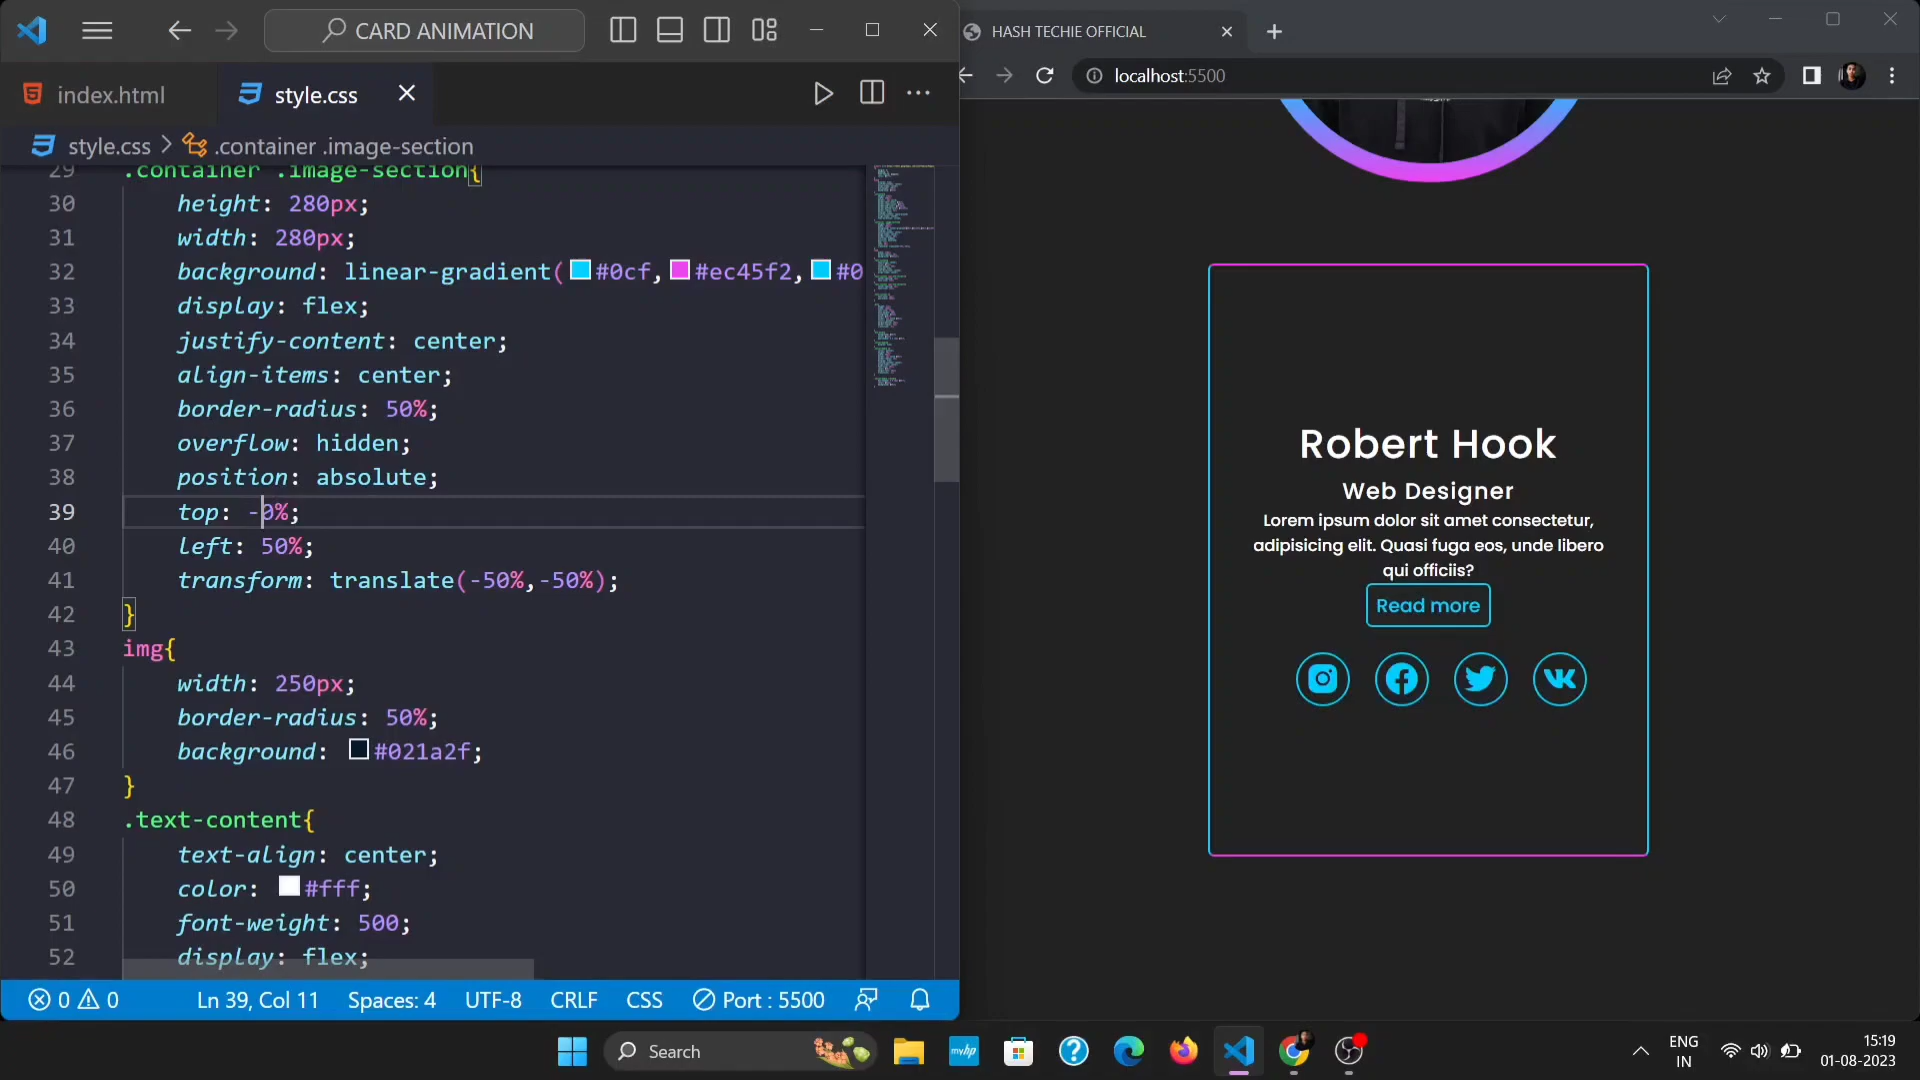 CARD ANIMATION
index.html
style.css
style.css > .container .image-section
29 .container .image-section{
30 height: 280px;
31 width: 280px;
32 background: linear-gradient(#0cf,#ec45f2,#0
33 display: flex;
34 justify-content: center;
35 align-items: center;
36 border-radius: 50%;
37 overflow: hidden;
38 position: absolute;
39 top: -0%;
40 left: 50%;
41 transform: translate(-50%,-50%);
42 }
43 img{
44 width: 250px;
45 border-radius: 50%;
46 background: #021a2f;
47 }
48 .text-content{
49 text-align: center;
50 color: #fff;
51 font-weight: 500;
52 display: flex;
0 0 Ln 39, Col 11 Spaces: 4 UTF-8 CRLF CSS Port : 5500
HASH TECHIE OFFICIAL
localhost:5500
Robert Hook
Web Designer
Lorem ipsum dolor sit amet consectetur,
adipisicing elit. Quasi fuga eos, unde libero
qui officiis?
Read more
Search
myhp
ENG
IN
15:19
01-08-2023